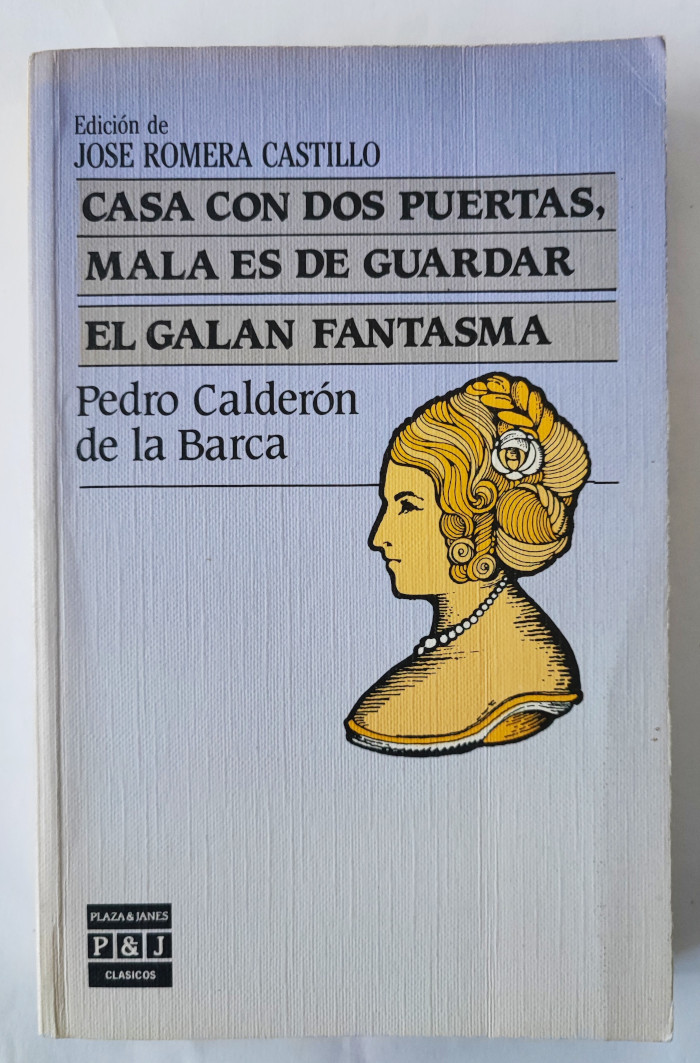 Edición de
JOSE ROMERA CASTILLO
CASA CON DOS PUERTAS,
MALA ES DE GUARDAR
EL GALAN FANTASMA
Pedro Calderón
de la Barca
PLAZA & JANES
P & J
CLASICOS